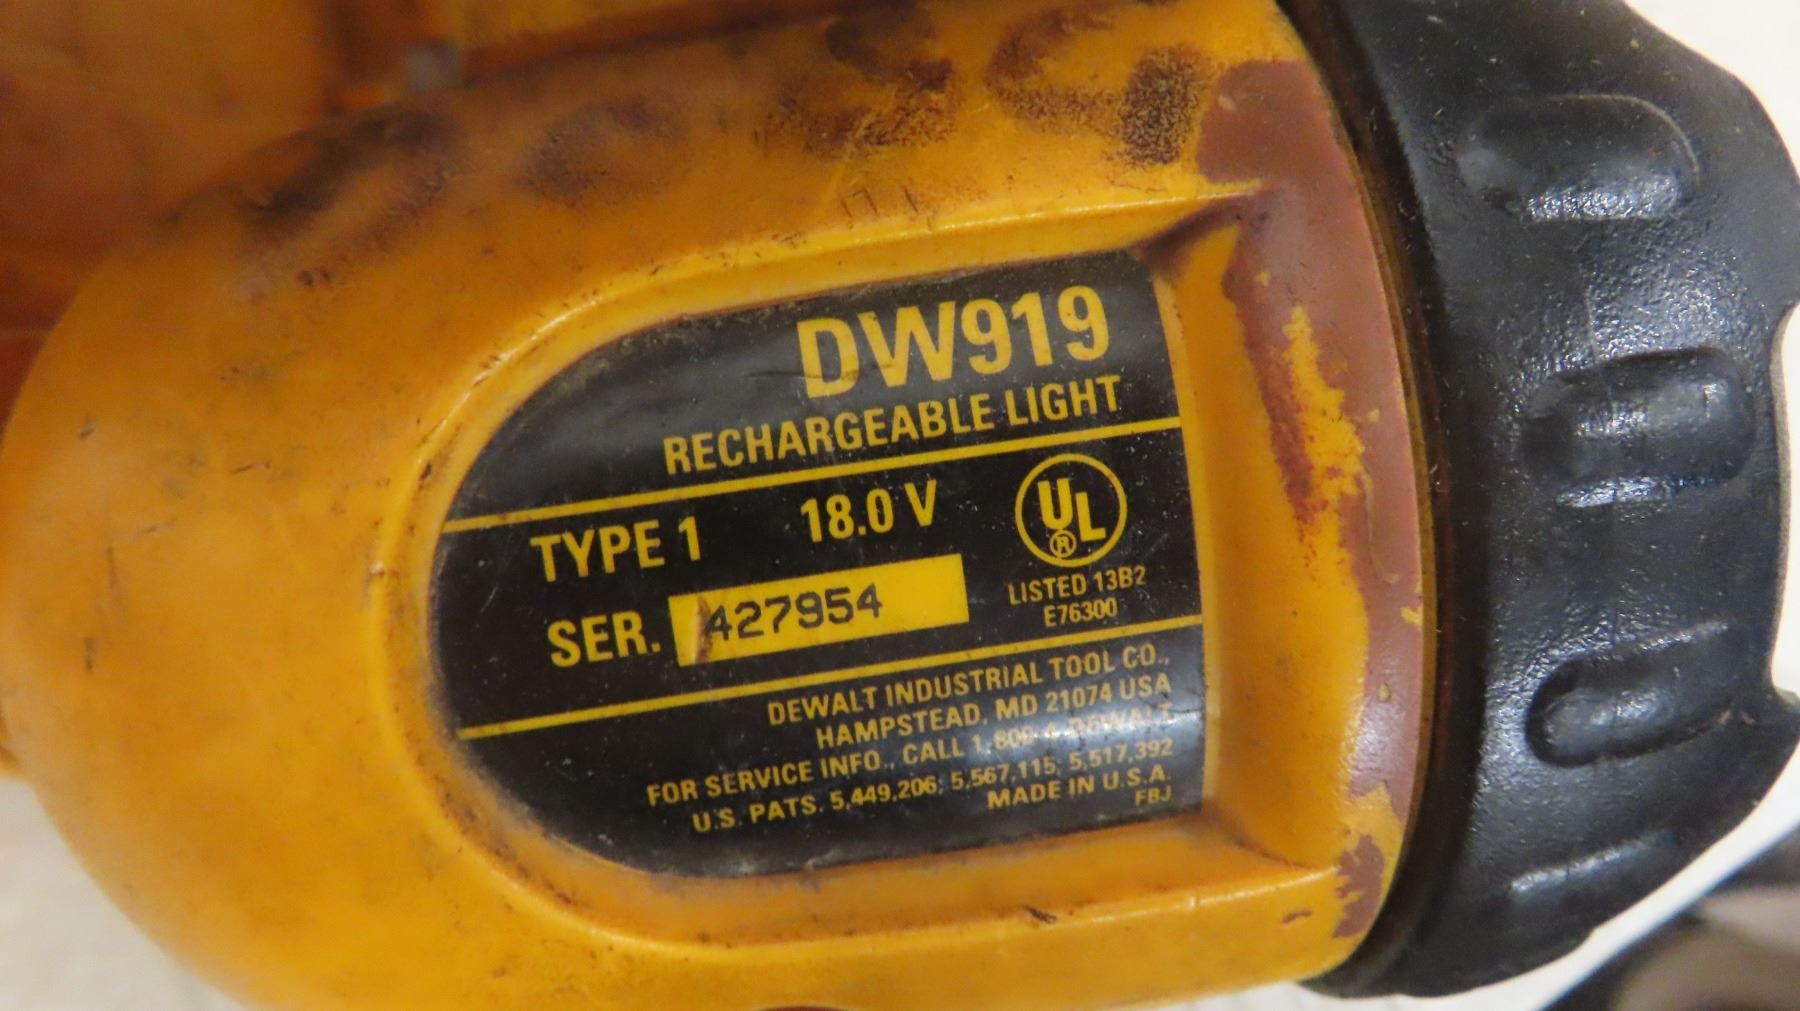 DW919
RECHARGEABLE LIGHT
TYPE 1 18.0 V
UL
®
SER. 427954
LISTED 13B2
E76300
DEWALT INDUSTRIAL TOOL CO.,
HAMPSTEAD, MD 21074 USA
FOR SERVICE INFO., CALL 1-800-4-DEWALT
U.S. PATS. 5,449,206; 5,567,115; 5,517,392
MADE IN U.S.A.
FBJ